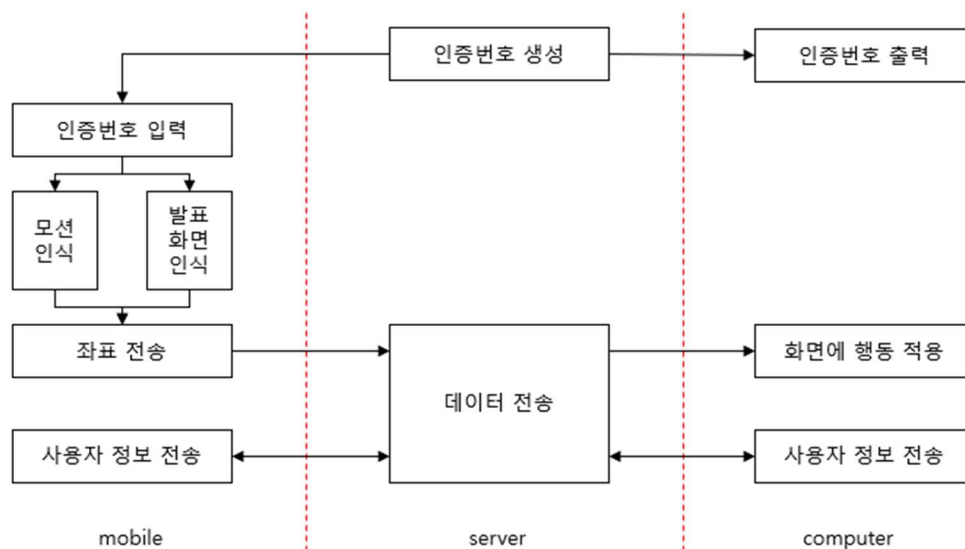 인증번호 생성
인증번호 출력
인증번호 입력
모션
인식
발표
화면
인식
좌표 전송
데이터 전송
화면에 행동 적용
사용자 정보 전송
사용자 정보 전송
mobile
server
computer